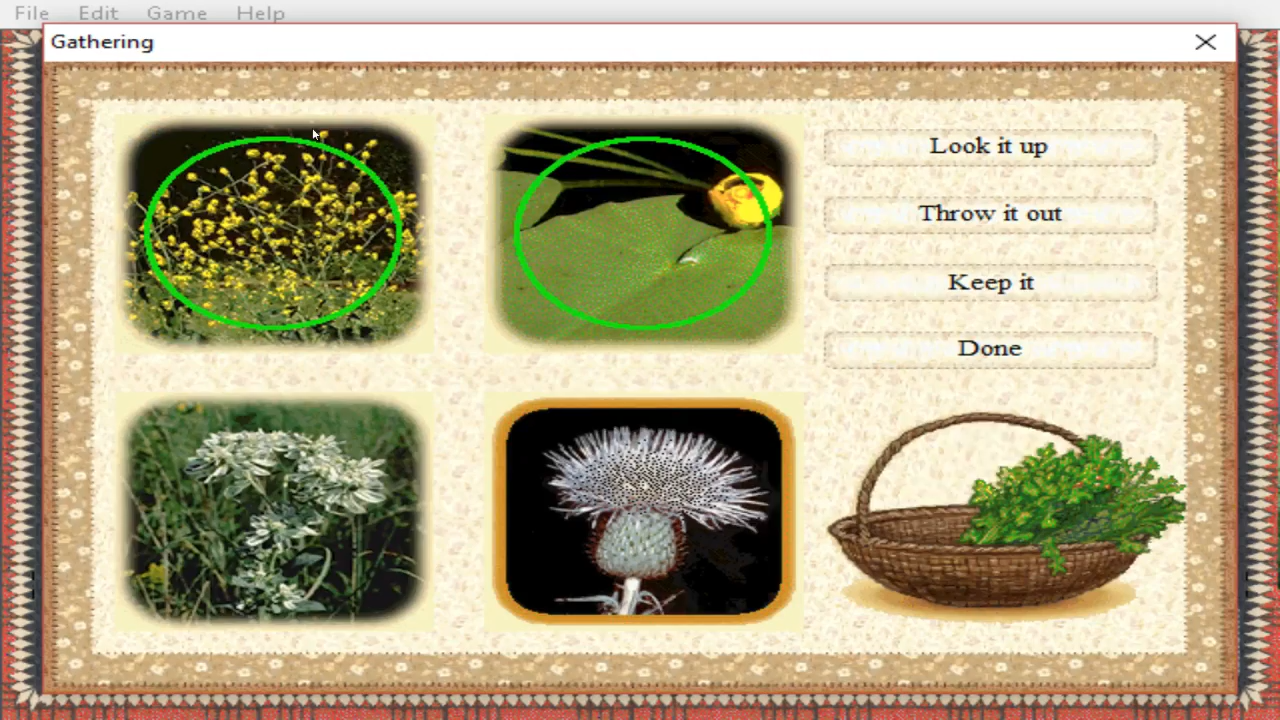 File Edit Game Help
Gathering
Look it up
Throw it out
Keep it
Done